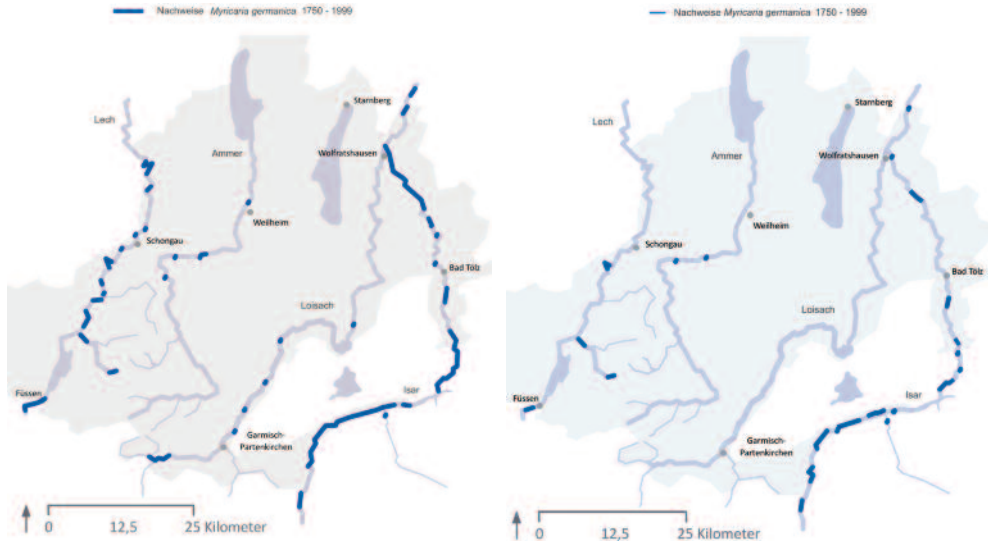 Nachweise Myricaria germanica 1750 - 1999
Starnberg
Lech
Ammer
Wolfratshausen
Weilheim
Schongau
Bad Tölz
Loisach
Füssen
Isar
Garmisch-
Partenkirchen
0 12,5 25 Kilometer
Nachweise Myricaria germanica 1750 - 1999
Starnberg
Lech
Ammer
Wolfratshausen
Weilheim
Schongau
Bad Tölz
Loisach
Füssen
Isar
Garmisch-
Partenkirchen
0 12,5 25 Kilometer